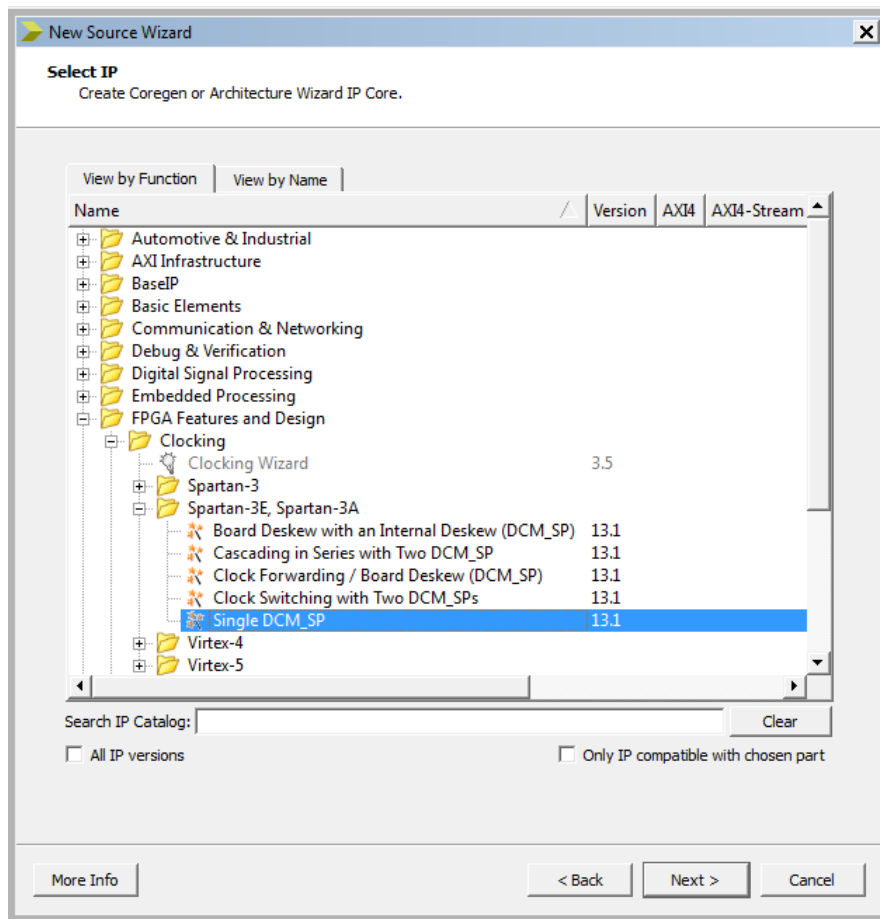 New Source Wizard
Select IP
Create Coregen or Architecture Wizard IP Core.
View by Function View by Name
Name Version AXI4 AXI4-Stream
Automotive & Industrial
AXI Infrastructure
BaseIP
Basic Elements
Communication & Networking
Debug & Verification
Digital Signal Processing
Embedded Processing
FPGA Features and Design
Clocking
Clocking Wizard 3.5
Spartan-3
Spartan-3E, Spartan-3A
Board Deskew with an Internal Deskew (DCM_SP) 13.1
Cascading in Series with Two DCM_SP 13.1
Clock Forwarding / Board Deskew (DCM_SP) 13.1
Clock Switching with Two DCM_SPs 13.1
Single DCM_SP 13.1
Virtex-4
Virtex-5
Search IP Catalog: Clear
All IP versions Only IP compatible with chosen part
More Info < Back Next > Cancel